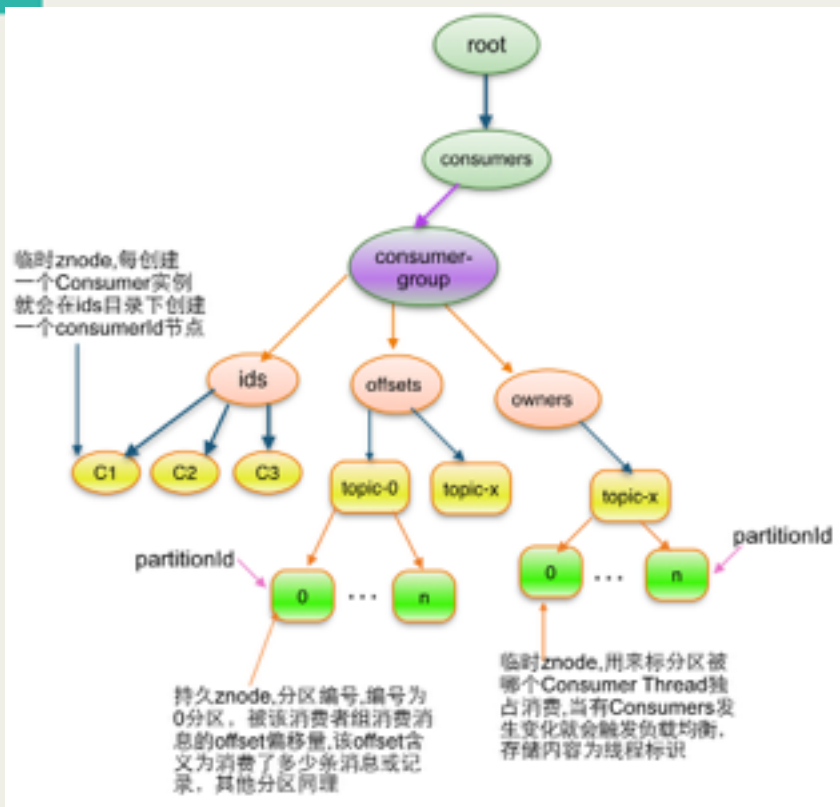 root
consumers
consumer-
group
临时znode,每创建
一个Consumer实例
就会在ids目录下创建
一个consumerId节点
ids
offsets
owners
C1
C2
C3
topic-0
topic-x
topic-x
partitionId
partitionId
0
...
n
0
...
n
持久znode,分区编号,编号为
0分区，被该消费者组消费消
息的offset偏移量,该offset含
义为消费了多少条消息或记
录，其他分区同理
临时znode,用来标分区被
哪个Consumer Thread独
占消费,当有Consumers发
生变化就会触发负载均衡，
存储内容为线程标识